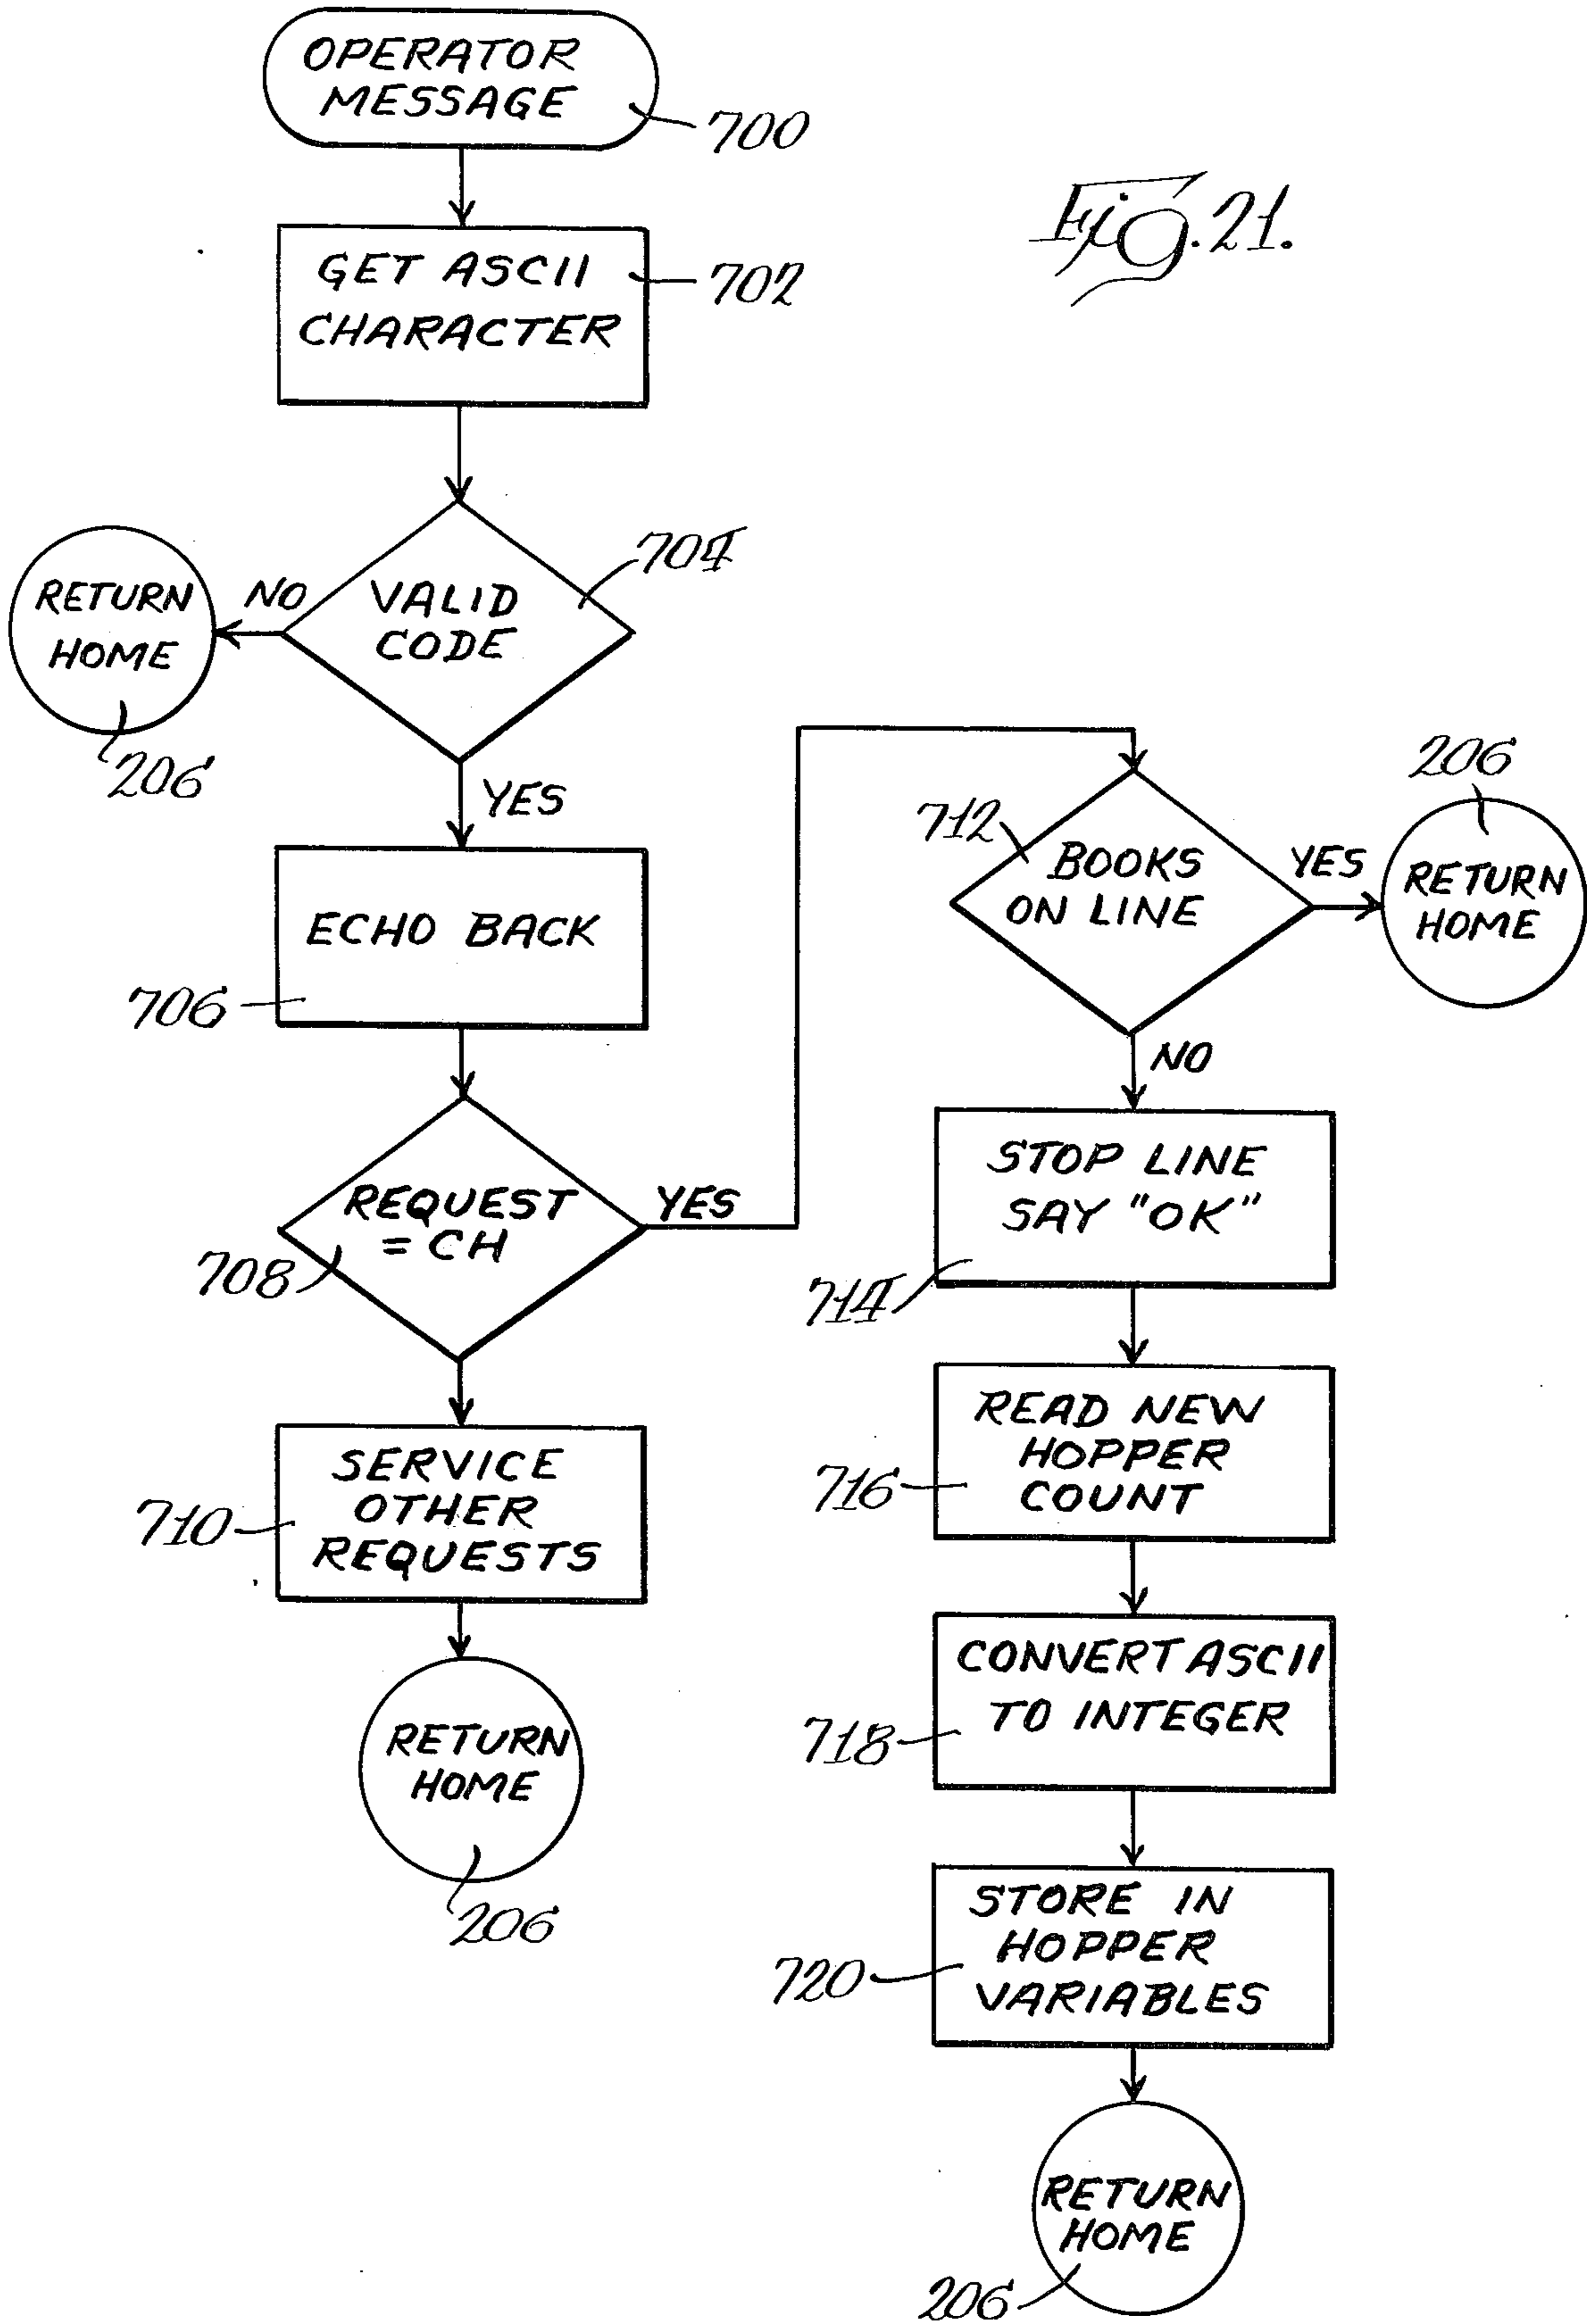 OPERATOR
MESSAGE
700
Fig. 21.
GET ASCII
CHARACTER
702
VALID
CODE
704
NO
RETURN
HOME
206
YES
ECHO BACK
706
REQUEST
= CH
708
YES
SERVICE
OTHER
REQUESTS
710
RETURN
HOME
206
BOOKS
ON LINE
712
YES
RETURN
HOME
206
NO
STOP LINE
SAY "OK"
714
READ NEW
HOPPER
COUNT
716
CONVERT ASCII
TO INTEGER
718
STORE IN
HOPPER
VARIABLES
720
RETURN
HOME
206